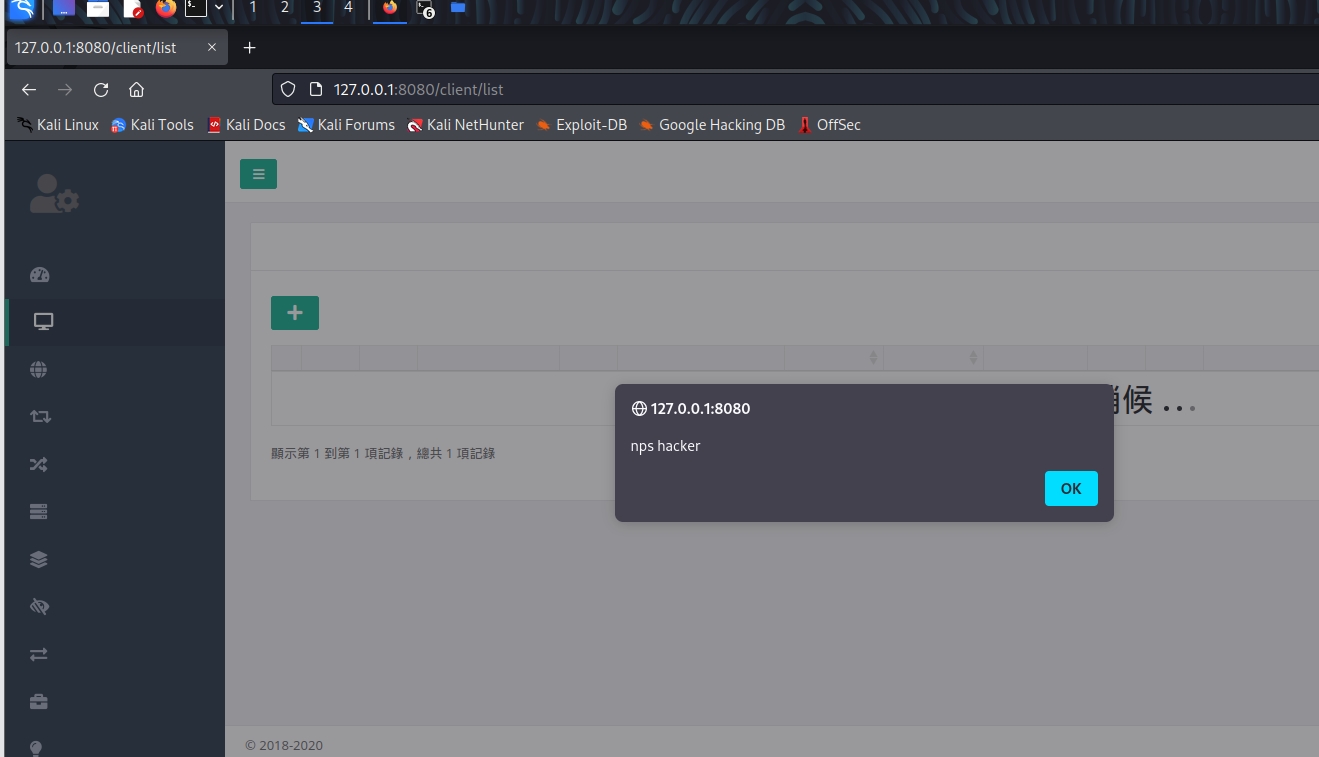 1 2 3 4 6
127.0.0.1:8080/client/list
127.0.0.1:8080/client/list
Kali Linux Kali Tools Kali Docs Kali Forums Kali NetHunter Exploit-DB Google Hacking DB OffSec
候 ...
127.0.0.1:8080
nps hacker
OK
顯示第 1 到第 1 項記錄，總共 1 項記錄
© 2018-2020